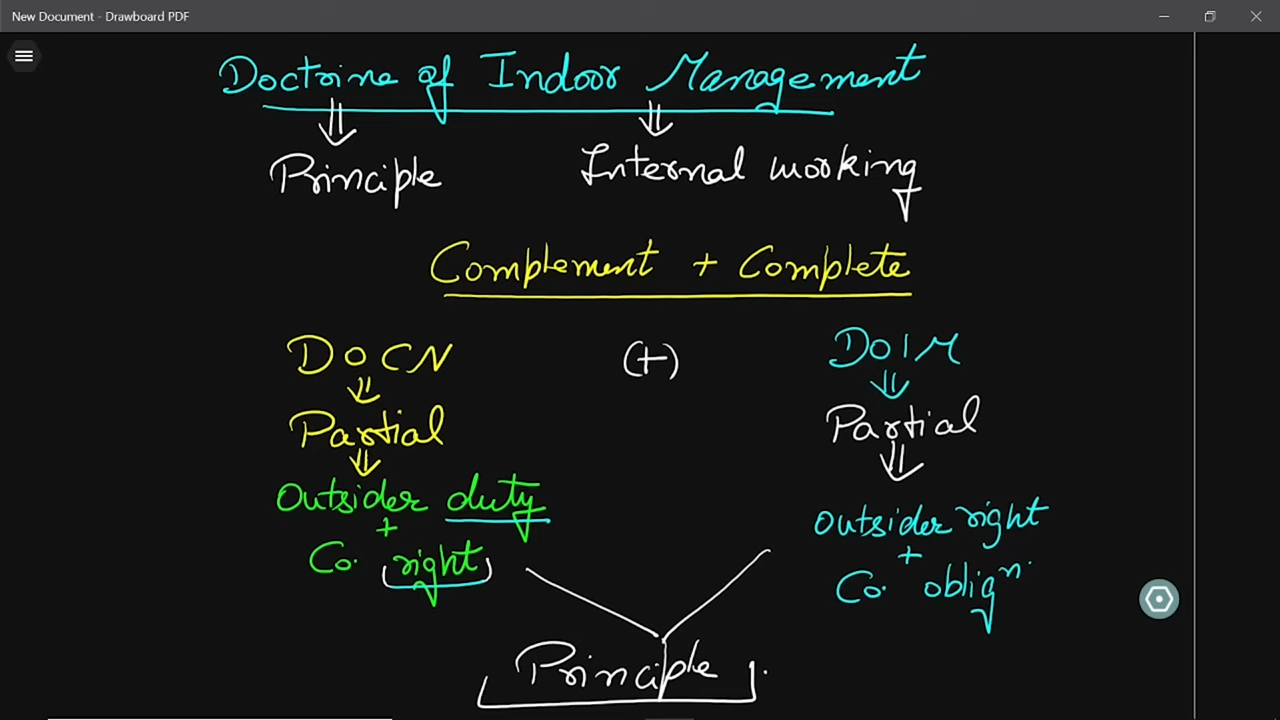 New Document - Drawboard PDF
Doctrine of Indoor Management
Principle Internal working
Complement + Complete
DOCN (+) DOIM
Partial Partial
Outsider duty Outsider right
+ +
Co. right Co. obligⁿ.
Principle